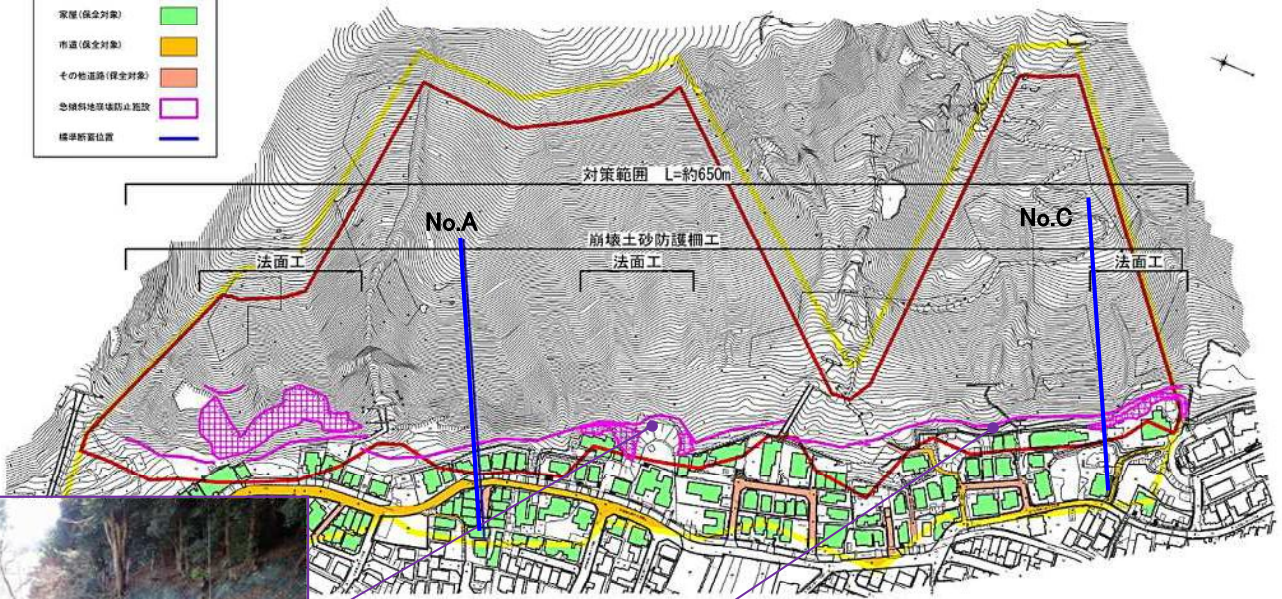 家屋(保全対象)
市道(保全対象)
その他道路(保全対象)
急傾斜地崩壊防止施設
標準断面位置
対策範囲 L=約650m
No.A
No.C
崩壊土砂防護柵工
法面工
法面工
法面工